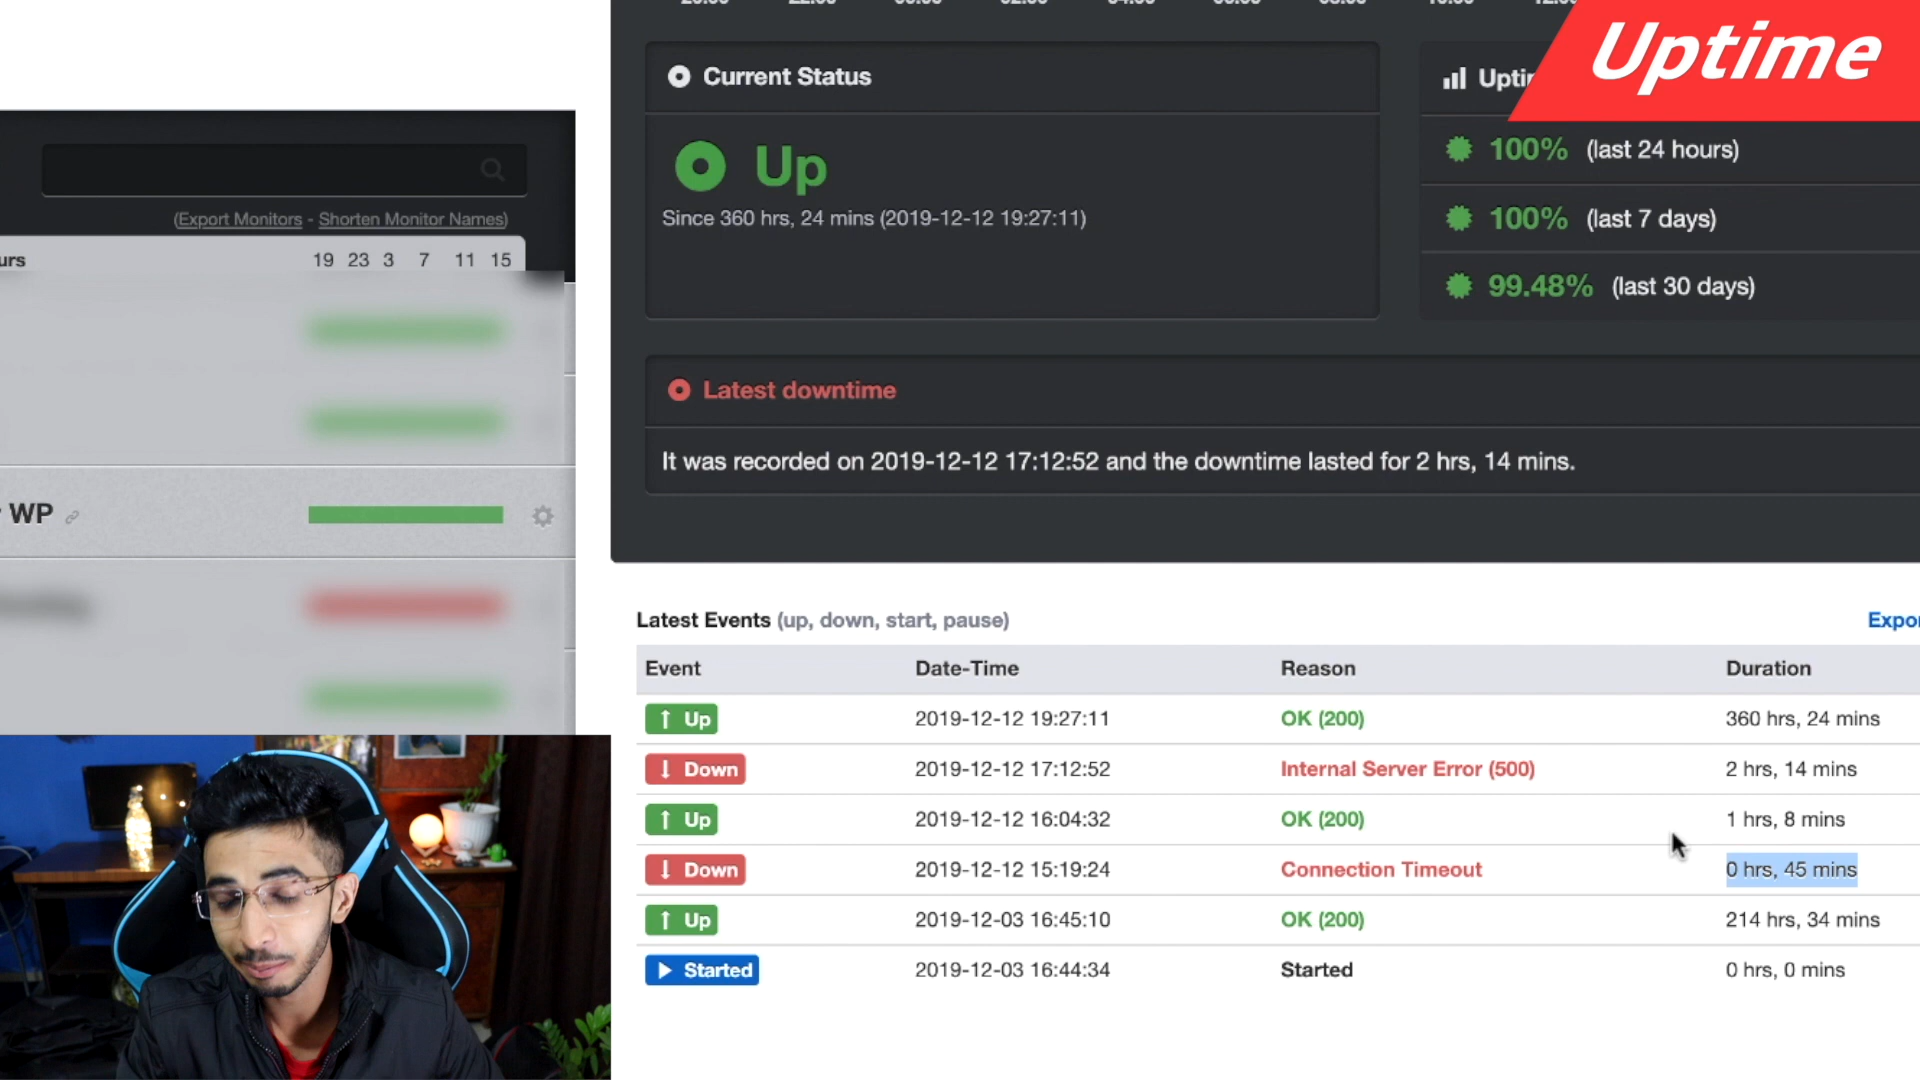 Uptime
Current Status
Up
Since 360 hrs, 24 mins (2019-12-12 19:27:11)
100% (last 24 hours)
100% (last 7 days)
99.48% (last 30 days)
(Export Monitors - Shorten Monitor Names)
19 23 3 7 11 15
WP
Latest downtime
It was recorded on 2019-12-12 17:12:52 and the downtime lasted for 2 hrs, 14 mins.
Latest Events (up, down, start, pause)
Event Date-Time Reason Duration
Up 2019-12-12 19:27:11 OK (200) 360 hrs, 24 mins
Down 2019-12-12 17:12:52 Internal Server Error (500) 2 hrs, 14 mins
Up 2019-12-12 16:04:32 OK (200) 1 hrs, 8 mins
Down 2019-12-12 15:19:24 Connection Timeout 0 hrs, 45 mins
Up 2019-12-03 16:45:10 OK (200) 214 hrs, 34 mins
Started 2019-12-03 16:44:34 Started 0 hrs, 0 mins